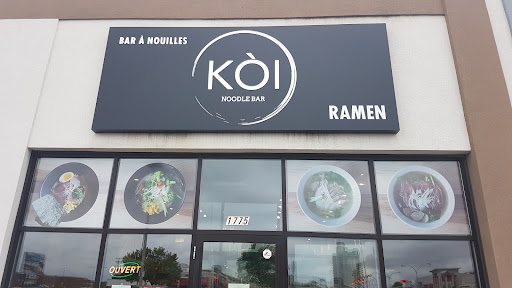 BAR À NOUILLES
KÒI
NOODLE BAR
RAMEN
1775
OUVERT